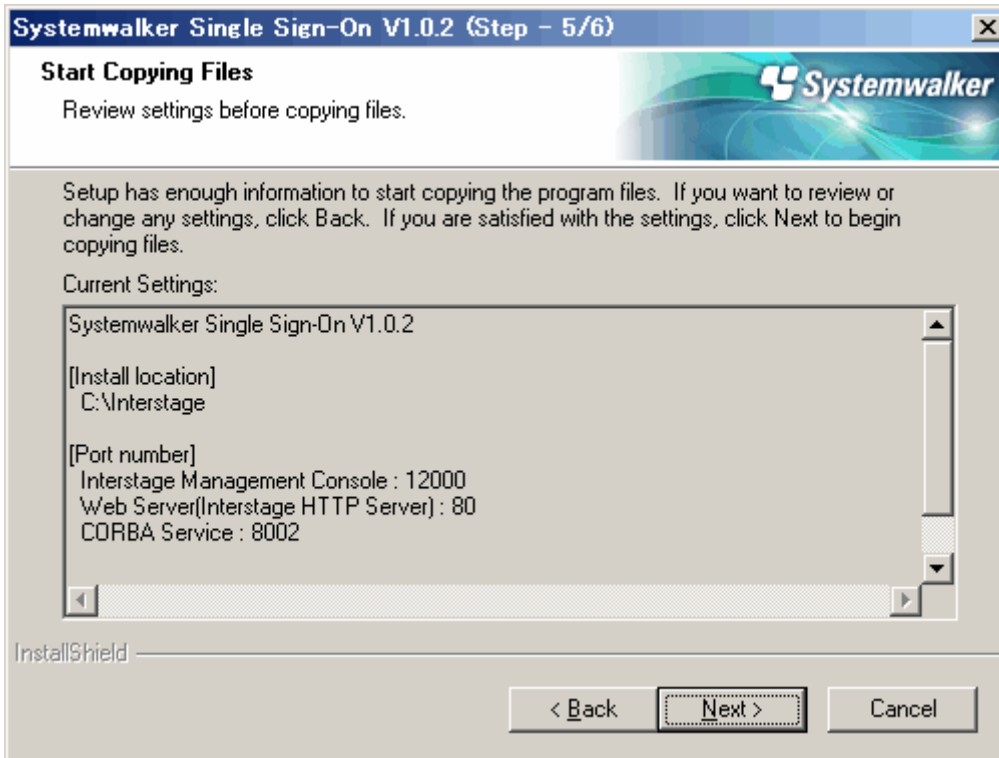 Systemwalker Single Sign-On V1.0.2 (Step - 5/6)
Start Copying Files
Review settings before copying files.
Systemwalker
Setup has enough information to start copying the program files.  If you want to review or
change any settings, click Back.  If you are satisfied with the settings, click Next to begin
copying files.
Current Settings:
Systemwalker Single Sign-On V1.0.2
[Install location]
C:\Interstage
[Port number]
Interstage Management Console : 12000
Web Server(Interstage HTTP Server) : 80
CORBA Service : 8002
InstallShield
< Back
Next >
Cancel